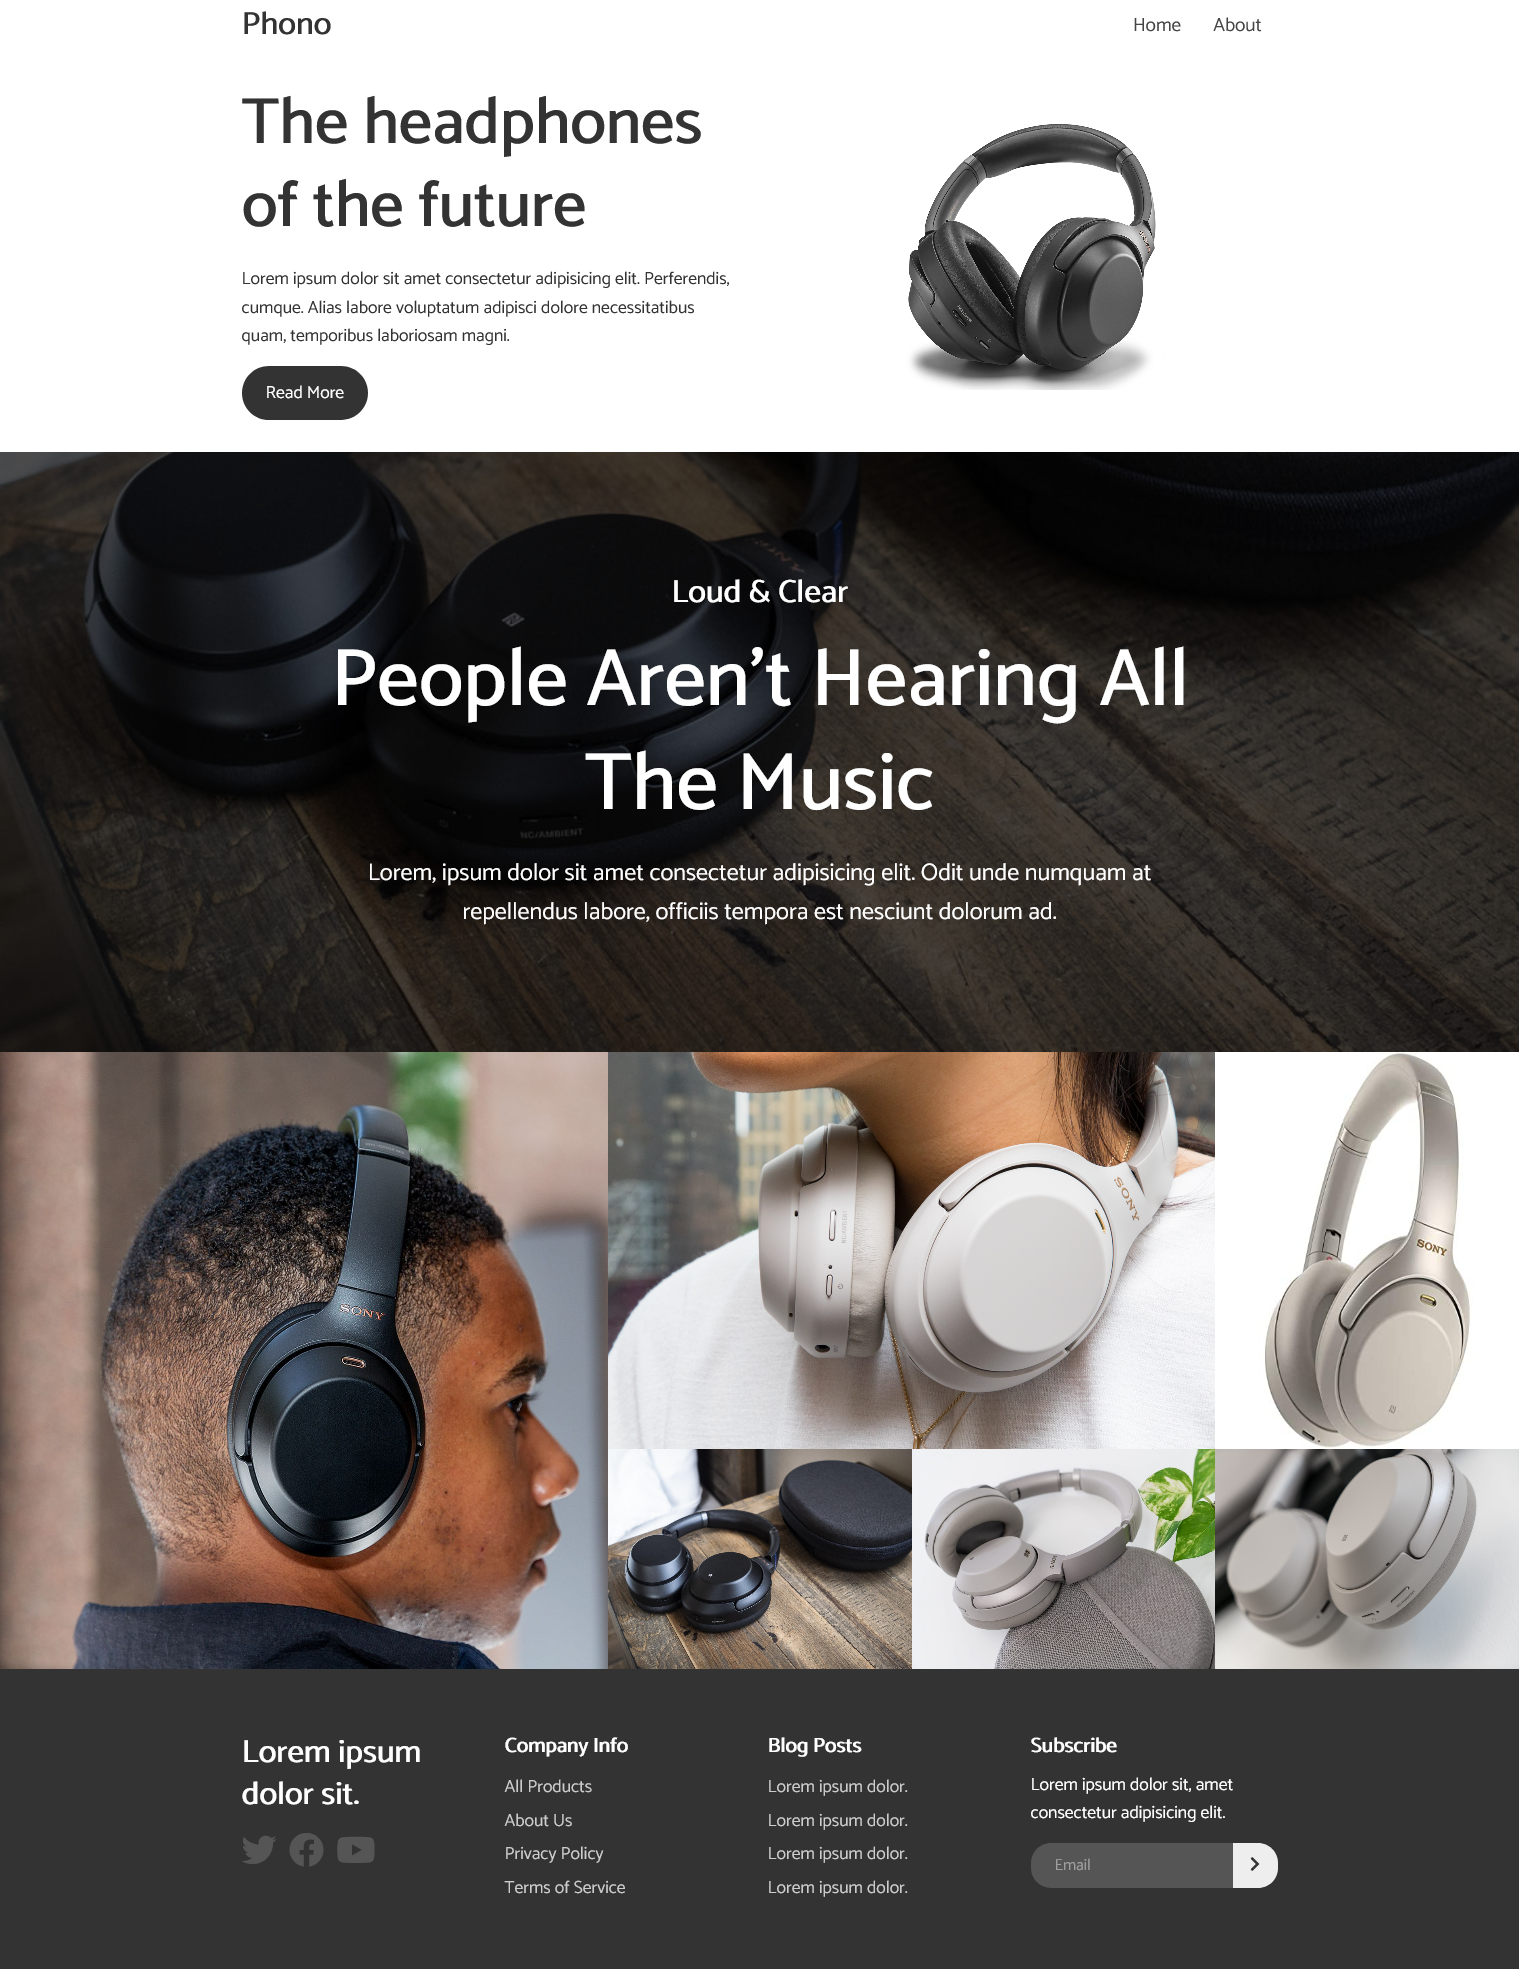 Phono
Home About
The headphones
of the future
Lorem ipsum dolor sit amet consectetur adipisicing elit. Perferendis,
cumque. Alias labore voluptatum adipisci dolore necessitatibus
quam, temporibus laboriosam magni.
Read More
SONY
Loud & Clear
People Aren't Hearing All
The Music
NC/AMBIENT
Lorem, ipsum dolor sit amet consectetur adipisicing elit. Odit unde numquam at
repellendus labore, officiis tempora est nesciunt dolorum ad.
SONY
SONY
NC/AMBIENT
SONY
Lorem ipsum
dolor sit.
Company Info
All Products
About Us
Privacy Policy
Terms of Service
Blog Posts
Lorem ipsum dolor.
Lorem ipsum dolor.
Lorem ipsum dolor.
Lorem ipsum dolor.
Subscribe
Lorem ipsum dolor sit, amet
consectetur adipisicing elit.
Email